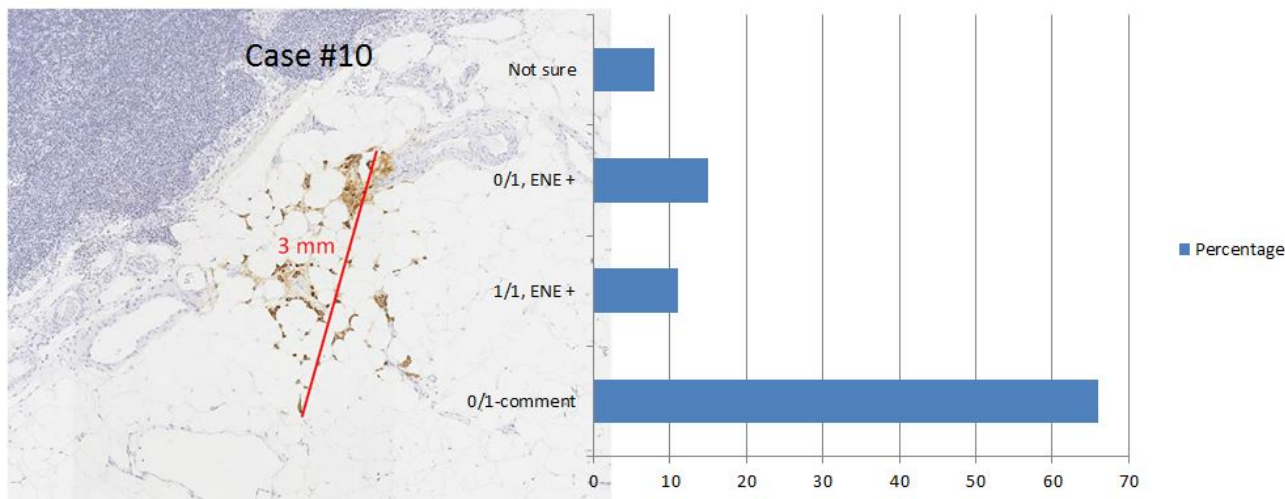 Case #10
3 mm
Not sure
0/1, ENE +
1/1, ENE +
0/1-comment
0 10 20 30 40 50 60 70
Percentage